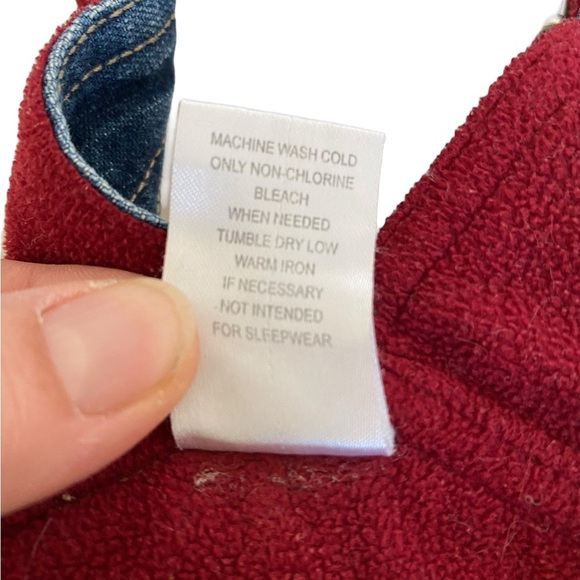 MACHINE WASH COLD
ONLY NON-CHLORINE
BLEACH
WHEN NEEDED
TUMBLE DRY LOW
WARM IRON
IF NECESSARY
NOT INTENDED
FOR SLEEPWEAR